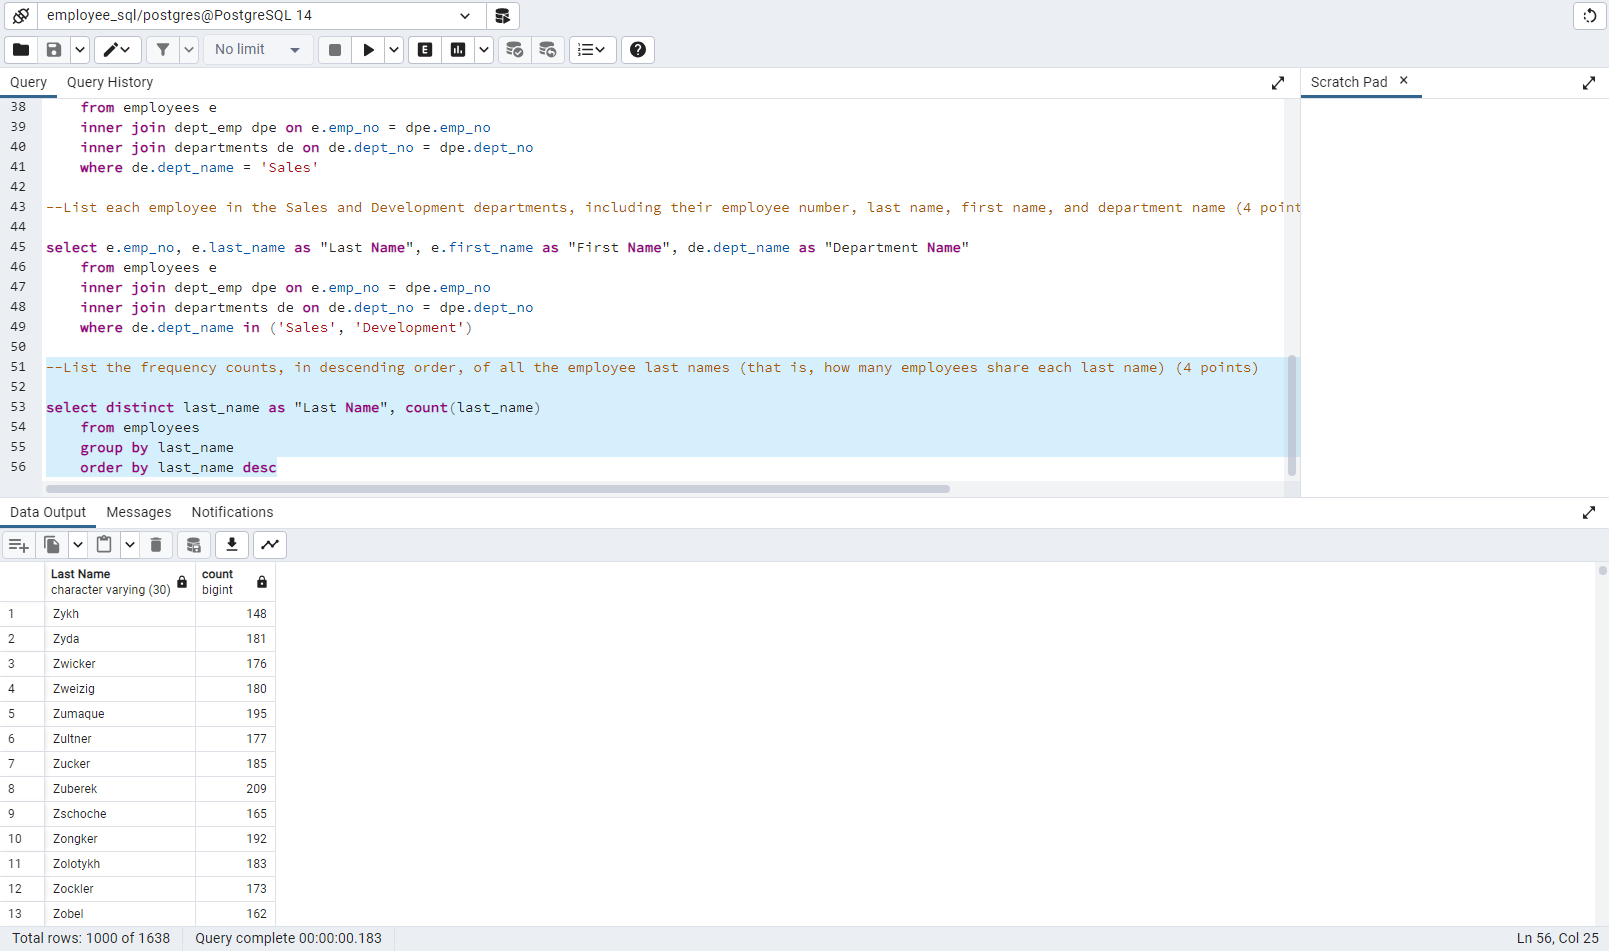 employee_sql/postgres@PostgreSQL 14
No limit
E
Query Query History
Scratch Pad
38 from employees e
39 inner join dept_emp dpe on e.emp_no = dpe.emp_no
40 inner join departments de on de.dept_no = dpe.dept_no
41 where de.dept_name = 'Sales'
42
43 --List each employee in the Sales and Development departments, including their employee number, last name, first name, and department name (4 point
44
45 select e.emp_no, e.last_name as "Last Name", e.first_name as "First Name", de.dept_name as "Department Name"
46 from employees e
47 inner join dept_emp dpe on e.emp_no = dpe.emp_no
48 inner join departments de on de.dept_no = dpe.dept_no
49 where de.dept_name in ('Sales', 'Development')
50
51 --List the frequency counts, in descending order, of all the employee last names (that is, how many employees share each last name) (4 points)
52
53 select distinct last_name as "Last Name", count(last_name)
54 from employees
55 group by last_name
56 order by last_name desc
Data Output Messages Notifications
Last Name count
character varying (30) bigint
1 Zykh 148
2 Zyda 181
3 Zwicker 176
4 Zweizig 180
5 Zumaque 195
6 Zultner 177
7 Zucker 185
8 Zuberek 209
9 Zschoche 165
10 Zongker 192
11 Zolotykh 183
12 Zockler 173
13 Zobel 162
Total rows: 1000 of 1638 Query complete 00:00:00.183 Ln 56, Col 25